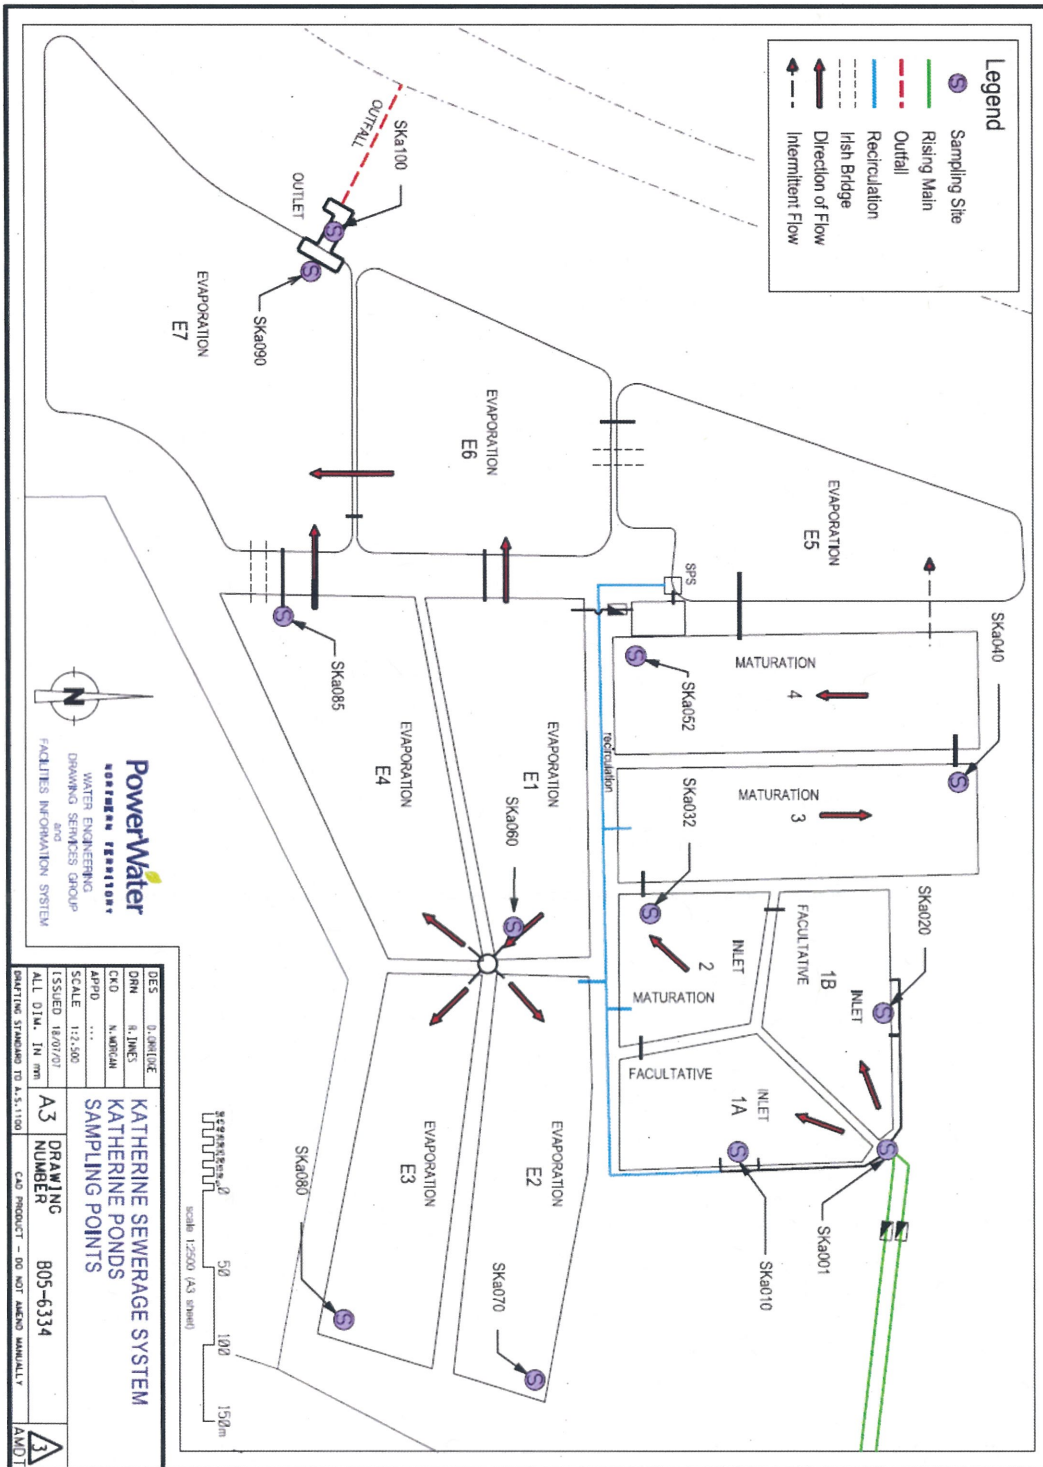 Legend
Sampling Site
Rising Main
Outfall
Recirculation
Irish Bridge
Direction of Flow
Intermittent Flow
SKa100
OUTFALL
OUTLET
SKa090
EVAPORATION
E7
EVAPORATION
E6
EVAPORATION
E5
SPS
SKa040
MATURATION
4
SKa052
MATURATION
3
recirculation
SKa032
SKa020
FACULTATIVE
1B
INLET
INLET
2
MATURATION
FACULTATIVE
INLET
1A
SKa001
SKa010
SKa085
EVAPORATION
E4
EVAPORATION
E1
SKa060
EVAPORATION
E3
EVAPORATION
E2
SKa070
SKa080
N
PowerWater
NORTHERN TERRITORY
WATER ENGINEERING
DRAWING SERVICES GROUP
and
FACILITIES INFORMATION SYSTEM
0 50 100 150m
scale 1:2500 (A3 sheet)
DES
DRN R.INNES
CKD N.MORGAN
APPD ...
SCALE 1:2,500
ISSUED 18/07/07
ALL DIM. IN mm
DRAFTING STANDARD TO A.S.1100
KATHERINE SEWERAGE SYSTEM
KATHERINE PONDS
SAMPLING POINTS
A3
DRAWING
NUMBER
B05-6334
CAD PRODUCT - DO NOT AMEND MANUALLY
3
AMDT
S
S
S
S
S
S
S
S
S
S
S
S
S